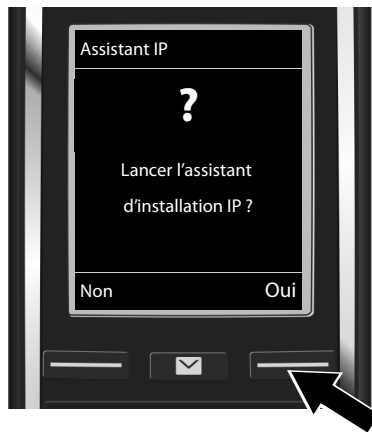 Assistant IP
?
Lancer l’assistant
d’installation IP ?
Non Oui